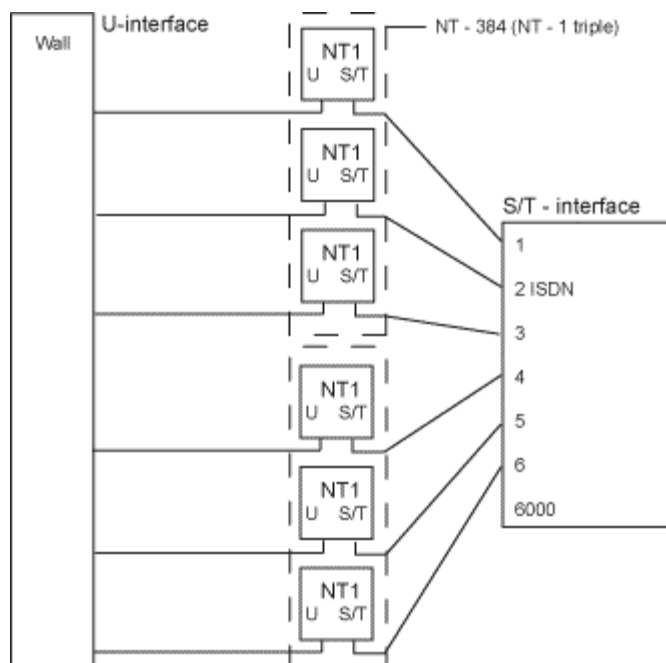 U-interface
Wall
NT - 384 (NT - 1 triple)
NT1
U S/T
NT1
U S/T
NT1
U S/T
S/T - interface
1
2 ISDN
3
4
5
6
6000
NT1
U S/T
NT1
U S/T
NT1
U S/T